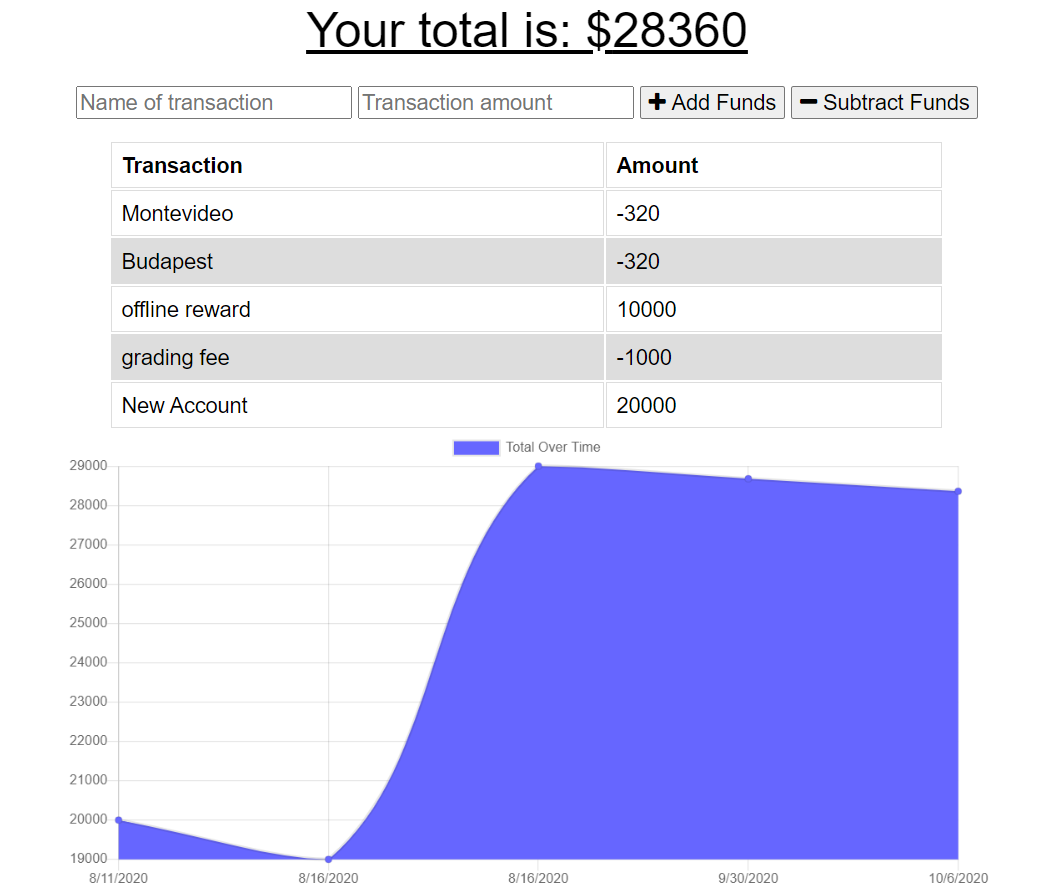 Your total is: $28360
Name of transaction Transaction amount Add Funds Subtract Funds
Transaction Amount
Montevideo -320
Budapest -320
offline reward 10000
grading fee -1000
New Account 20000
Total Over Time
29000
28000
27000
26000
25000
24000
23000
22000
21000
20000
19000
8/11/2020 8/16/2020 8/16/2020 9/30/2020 10/6/2020